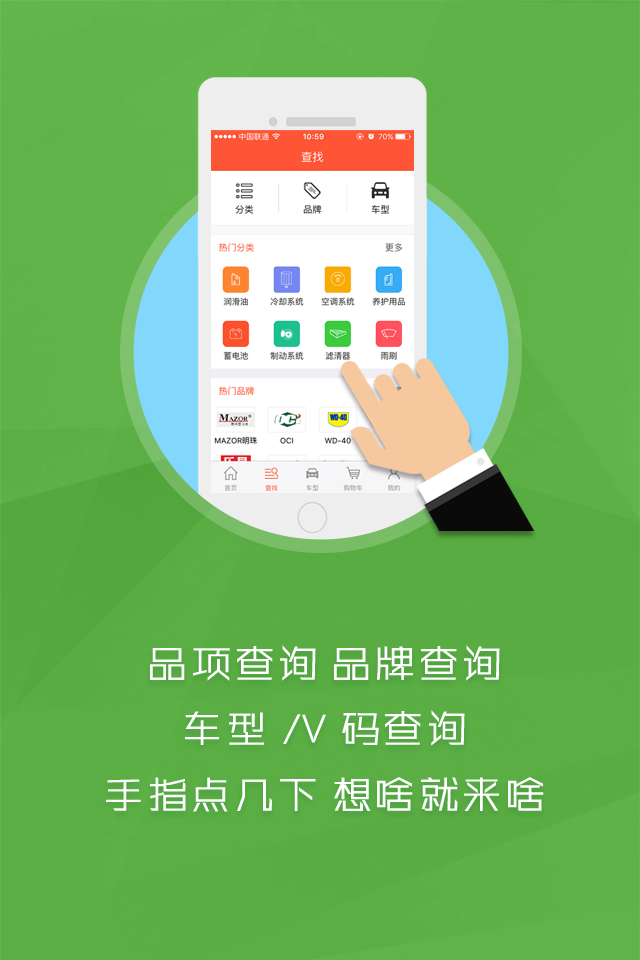 中国联通 10:59 70%
查找
分类 品牌 车型
热门分类 更多
润滑油 冷却系统 空调系统 养护用品
蓄电池 制动系统 滤清器 雨刷
热门品牌
MAZOR® OCB WD-40
MAZOR明珠 OCI WD-40
首页 查找 车型 购物车 我的
品项查询 品牌查询
车型 /V 码查询
手指点几下 想啥就来啥